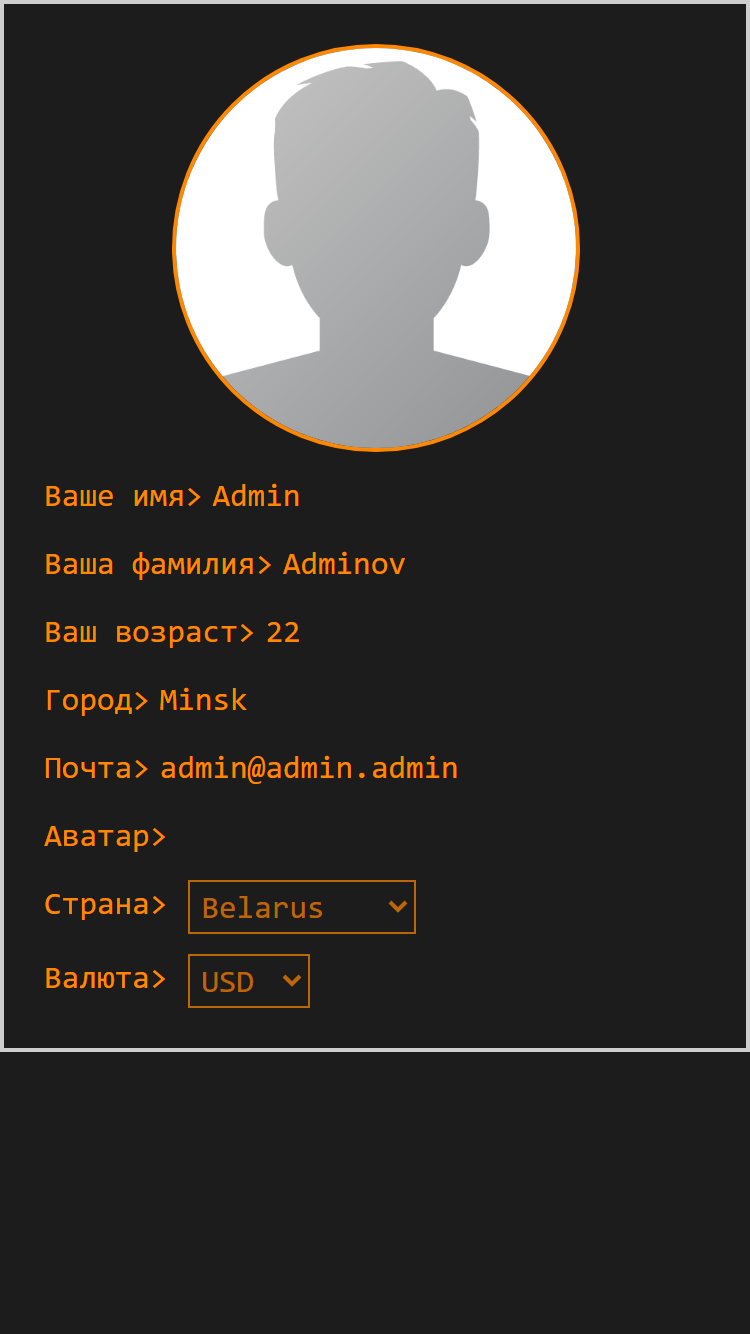 Ваше имя> Admin
Ваша фамилия> Adminov
Ваш возраст> 22
Город> Minsk
Почта> admin@admin.admin
Аватар>
Страна> Belarus
Валюта> USD